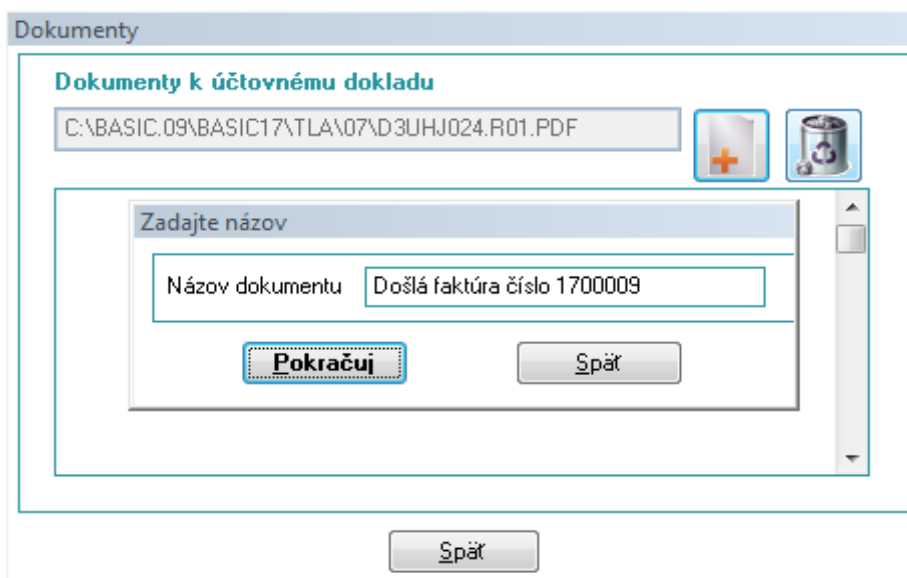 Dokumenty
Dokumenty k účtovnému dokladu
C:\BASIC.09\BASIC17\TLA\07\D3UHJ024.R01.PDF
Zadajte názov
Názov dokumentu Došlá faktúra číslo 1700009
Pokračuj Späť
Späť